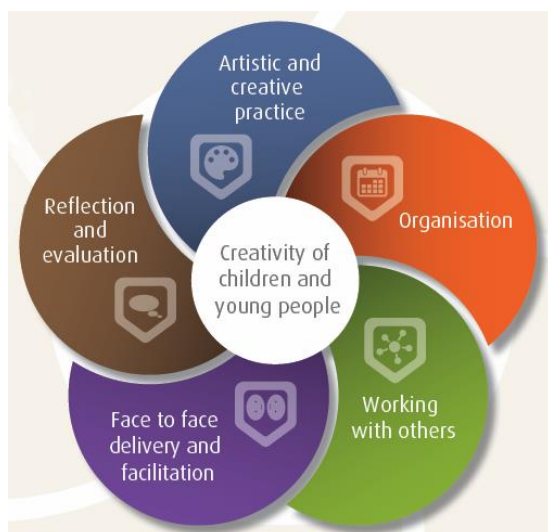 Artistic and
creative
practice
Organisation
Working
with others
Face to face
delivery and
facilitation
Reflection
and
evaluation
Creativity of
children and
young people